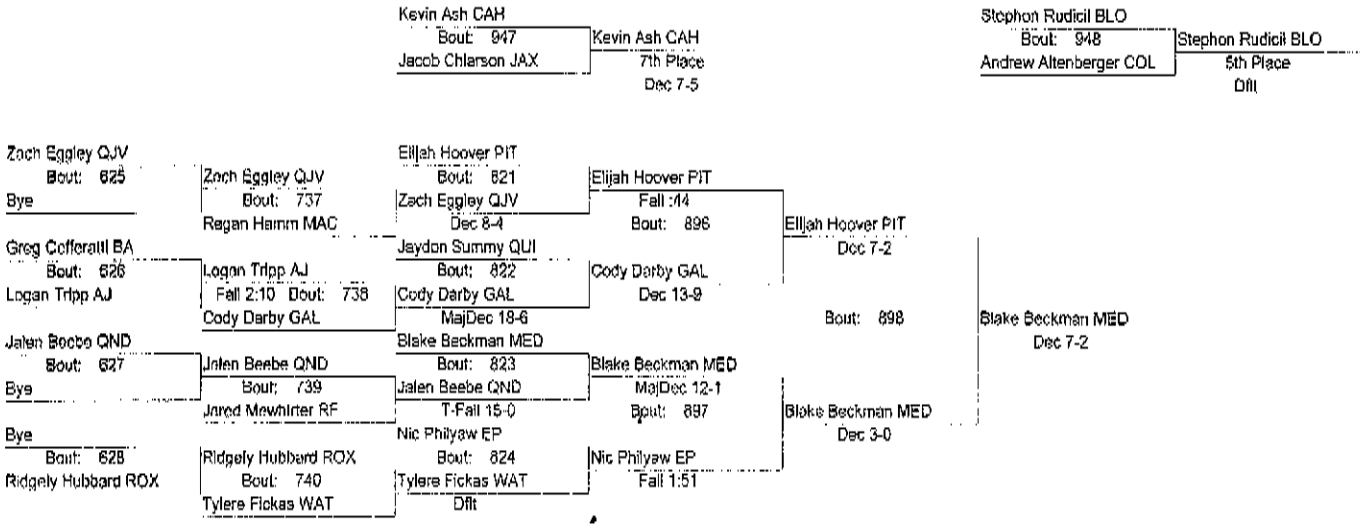 Kevin Ash CAH
Bout: 947
Jacob Chlarson JAX
Kevin Ash CAH
7th Place
Dec 7-5
Stephon Rudicil BLO
Bout: 948
Andrew Altenberger COL
Stephon Rudicil BLO
5th Place
Dflt
Zach Eggley QJV
Bout: 625
Bye
Greg Cofferatti BA
Bout: 626
Logan Tripp AJ
Jalen Beebe QND
Bout: 627
Bye
Bye
Bout: 628
Ridgely Hubbard ROX
Zach Eggley QJV
Bout: 737
Regan Hamm MAC
Logan Tripp AJ
Fall 2:10 Bout: 738
Cody Darby GAL
Jalen Beebe QND
Bout: 739
Jared Mewhirter RF
Ridgely Hubbard ROX
Bout: 740
Tylere Fickas WAT
Elijah Hoover PIT
Bout: 821
Zach Eggley QJV
Dec 8-4
Jaydon Summy QUI
Bout: 822
Cody Darby GAL
MajDec 18-6
Blake Beckman MED
Bout: 823
Jalen Beebe QND
T-Fall 15-0
Nic Philyaw EP
Bout: 824
Tylere Fickas WAT
Dflt
Elijah Hoover PIT
Fall :44
Bout: 896
Cody Darby GAL
Dec 13-9
Blake Beckman MED
MajDec 12-1
Bout: 897
Nic Philyaw EP
Fall 1:51
Elijah Hoover PIT
Dec 7-2
Bout: 898
Blake Beckman MED
Dec 3-0
Blake Beckman MED
Dec 7-2